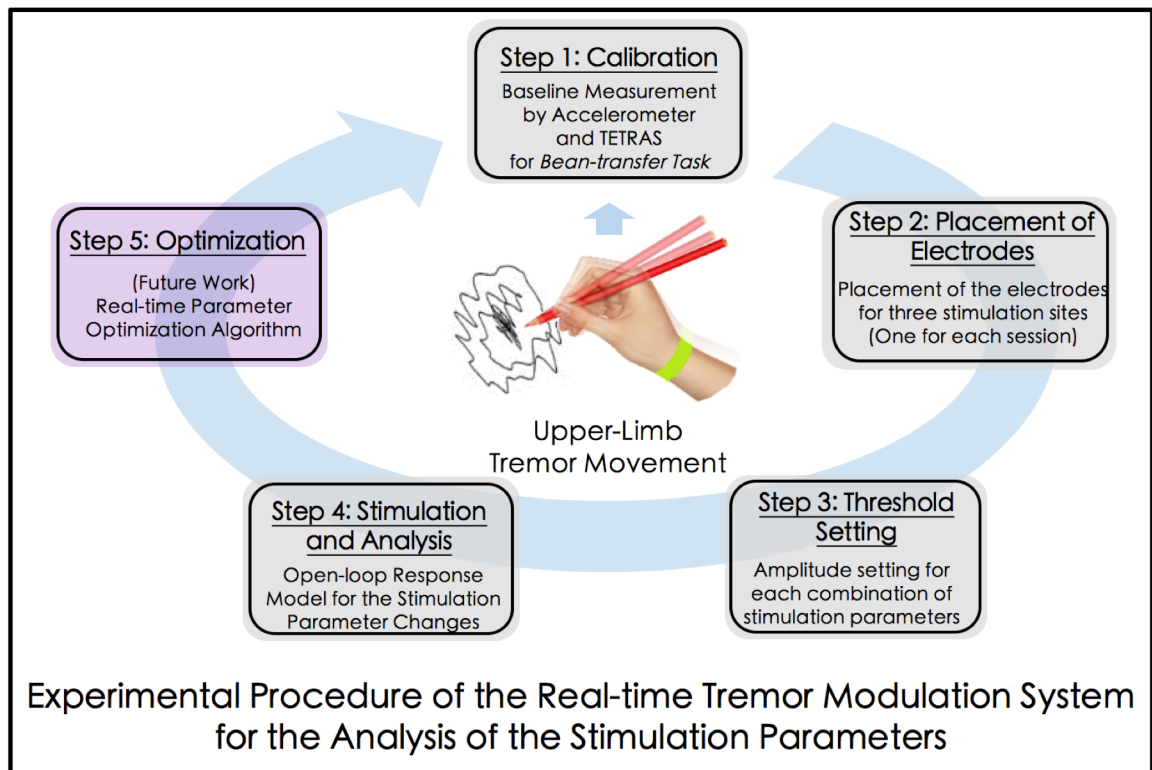 Step 1: Calibration
Baseline Measurement
by Accelerometer
and TETRAS
for Bean-transfer Task
Step 2: Placement of
Electrodes
Placement of the electrodes
for three stimulation sites
(One for each session)
Step 3: Threshold
Setting
Amplitude setting for
each combination of
stimulation parameters
Step 4: Stimulation
and Analysis
Open-loop Response
Model for the Stimulation
Parameter Changes
Step 5: Optimization
(Future Work)
Real-time Parameter
Optimization Algorithm
Upper-Limb
Tremor Movement
Experimental Procedure of the Real-time Tremor Modulation System
for the Analysis of the Stimulation Parameters